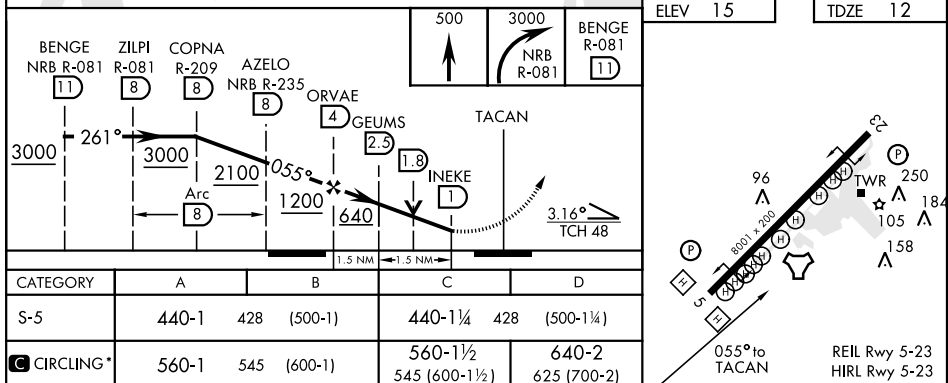 ELEV 15
TDZE 12
500
3000
NRB
R-081
BENGE
R-081
11
BENGE
NRB R-081
11
ZILPI
R-081
8
COPNA
R-209
8
AZELO
NRB R-235
8
ORVAE
4
GEUMS
2.5
1.8
INEKE
1
TACAN
261°
3000
3000
2100
055°
1200
640
Arc
8
3.16°
TCH 48
1.5 NM
1.5 NM
CATEGORY A B C D
S-5 440-1 428 (500-1) 440-1¼ 428 (500-1¼)
C CIRCLING* 560-1 545 (600-1) 560-1½ 545 (600-1½) 640-2 625 (700-2)
23
P
TWR
250
96
184
105
158
8001 x 200
P
H
H
H
H
H
H
H
H
H
H
H
H
5
H
055° to
TACAN
REIL Rwy 5-23
HIRL Rwy 5-23